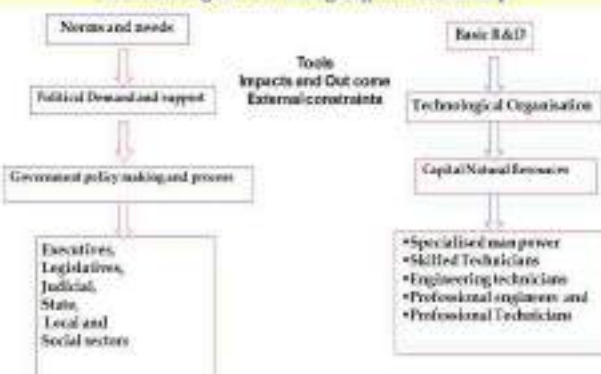 Norms and needs
Political Demand and support
Government policy making and process
Executives,
Legislatives,
Judicial,
State,
Local and
Social sectors
Tools
Impacts and Out come
External constraints
Basic R&D
Technological Organisation
Capital Natural Resources
•Specialised man power
•Skilled Technicians
•Engineering technicians
•Professional engineers and
•Professional Technicians